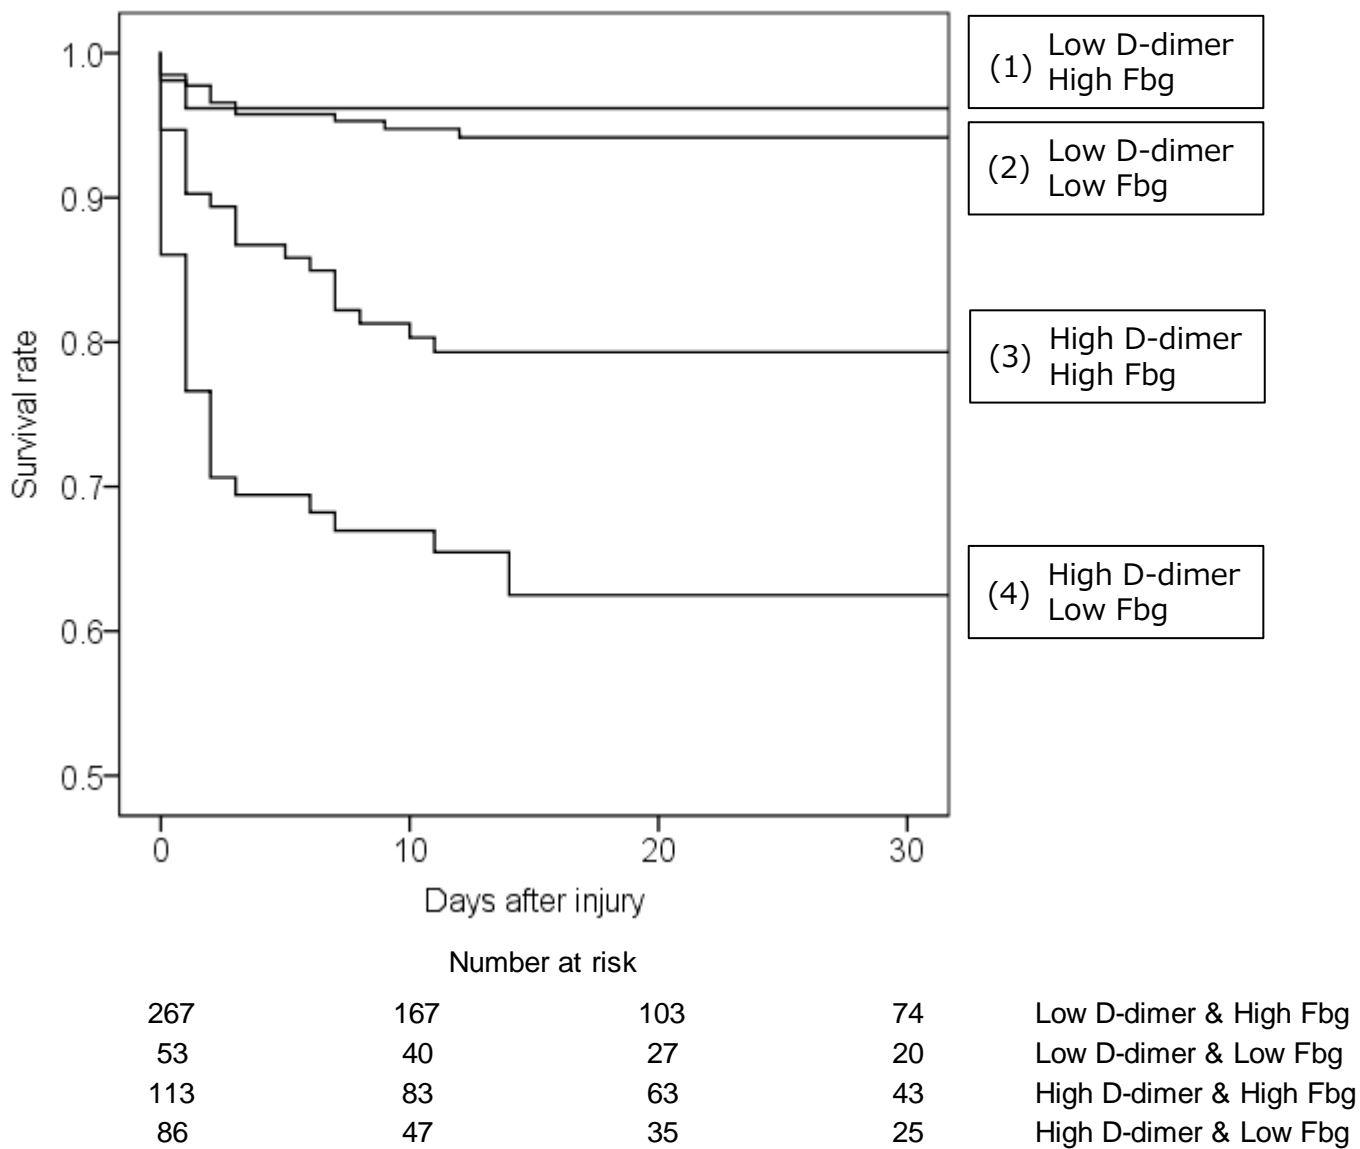 1.0
0.9
0.8
0.7
0.6
0.5
Survival rate
0
10
20
30
Days after injury
(1) Low D-dimer
High Fbg
(2) Low D-dimer
Low Fbg
(3) High D-dimer
High Fbg
(4) High D-dimer
Low Fbg
Number at risk
267 167 103 74 Low D-dimer & High Fbg
53 40 27 20 Low D-dimer & Low Fbg
113 83 63 43 High D-dimer & High Fbg
86 47 35 25 High D-dimer & Low Fbg